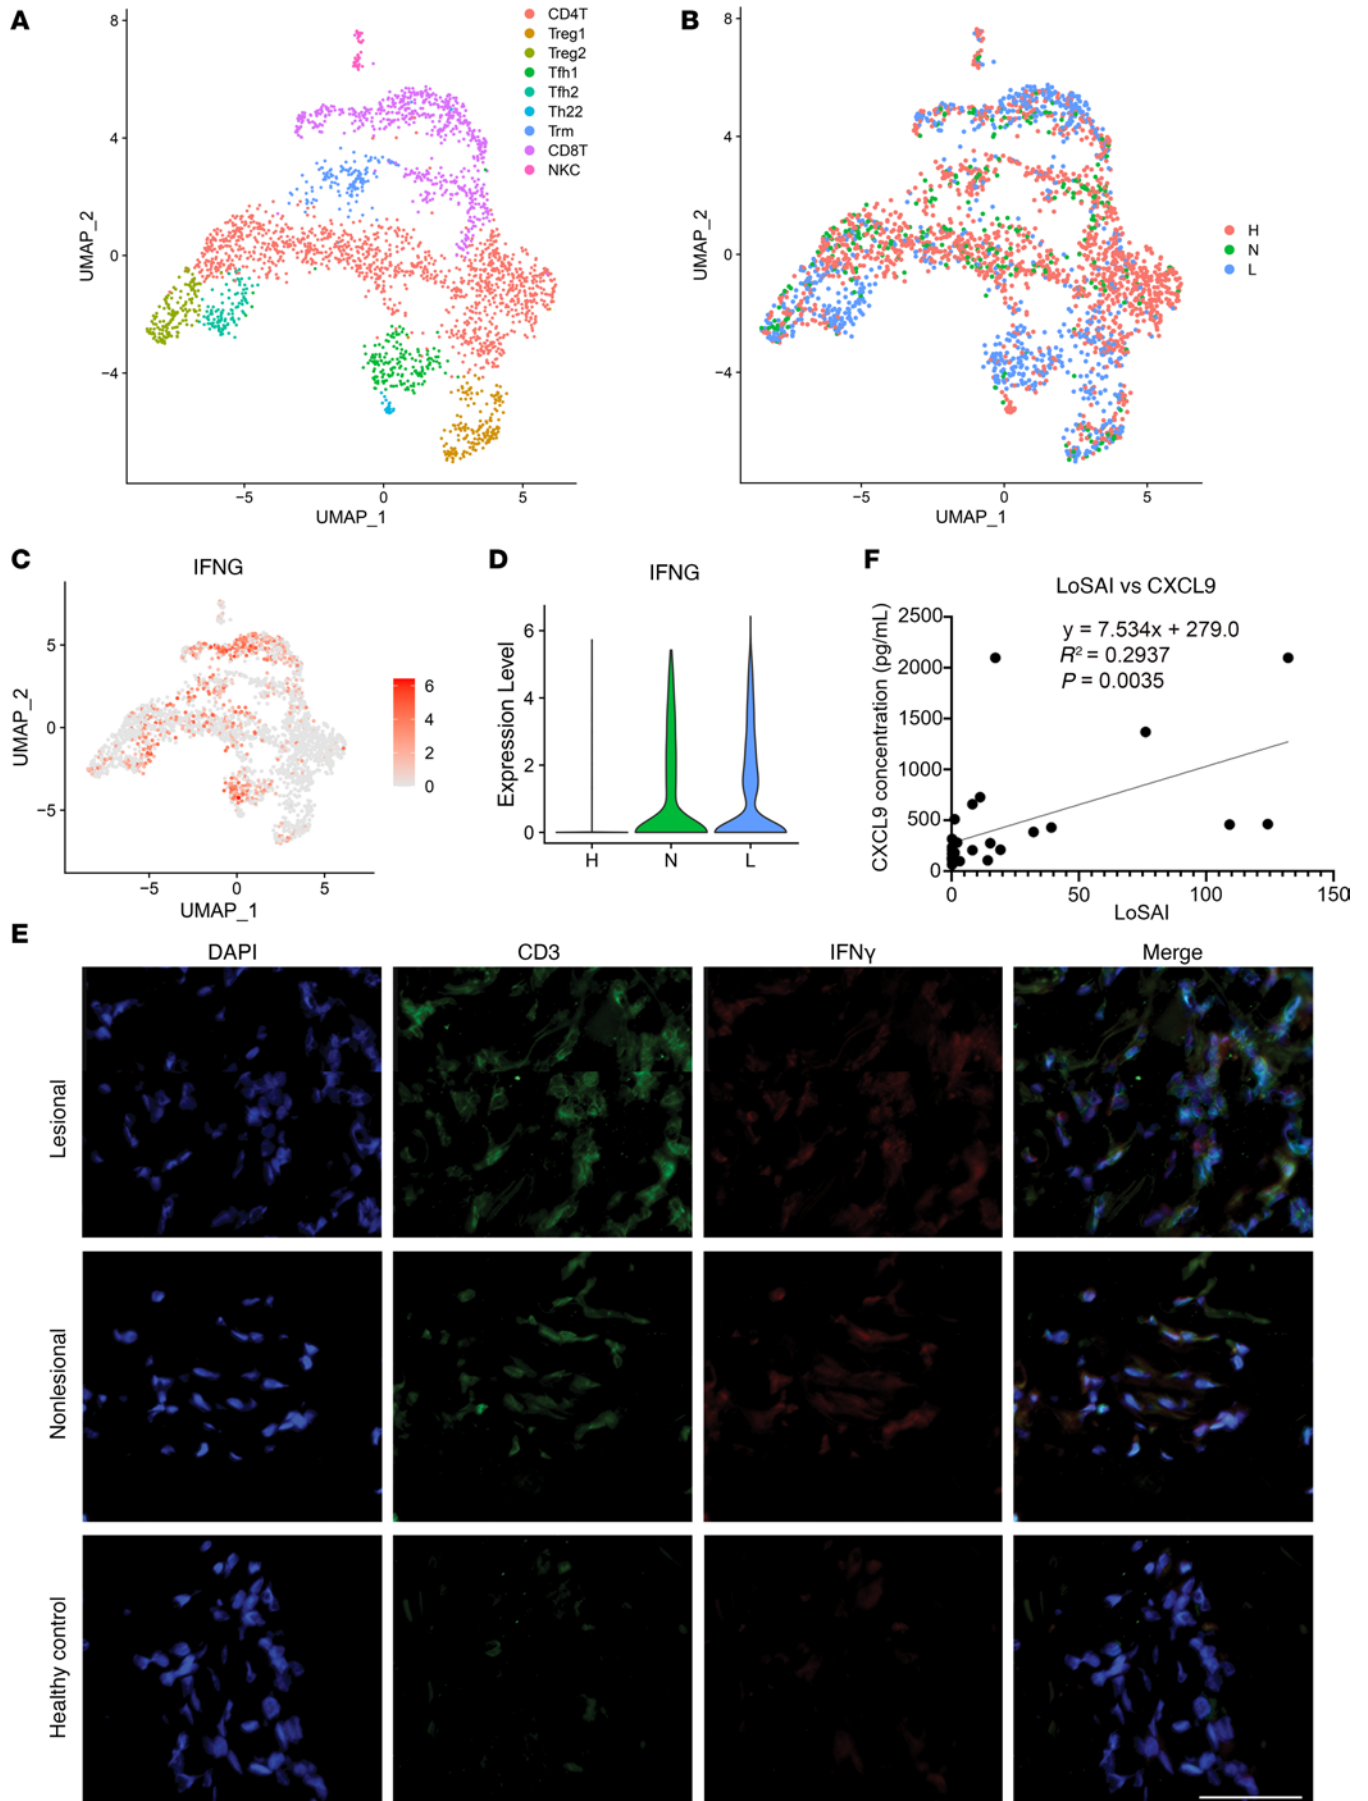 A
8
4
0
−4
UMAP_2
−5
0
5
UMAP_1
CD4T
Treg1
Treg2
Tfh1
Tfh2
Th22
Trm
CD8T
NKC
B
8
4
0
−4
UMAP_2
−5
0
5
UMAP_1
H
N
L
C
IFNG
5
0
−5
UMAP_2
−5
0
5
UMAP_1
6
4
2
0
D
IFNG
6
4
2
0
Expression Level
H
N
L
F
LoSAI vs CXCL9
y = 7.534x + 279.0
R² = 0.2937
P = 0.0035
2500
2000
1500
1000
500
0
CXCL9 concentration (pg/mL)
0
50
100
150
LoSAI
E
DAPI
CD3
IFNγ
Merge
Lesional
Nonlesional
Healthy control